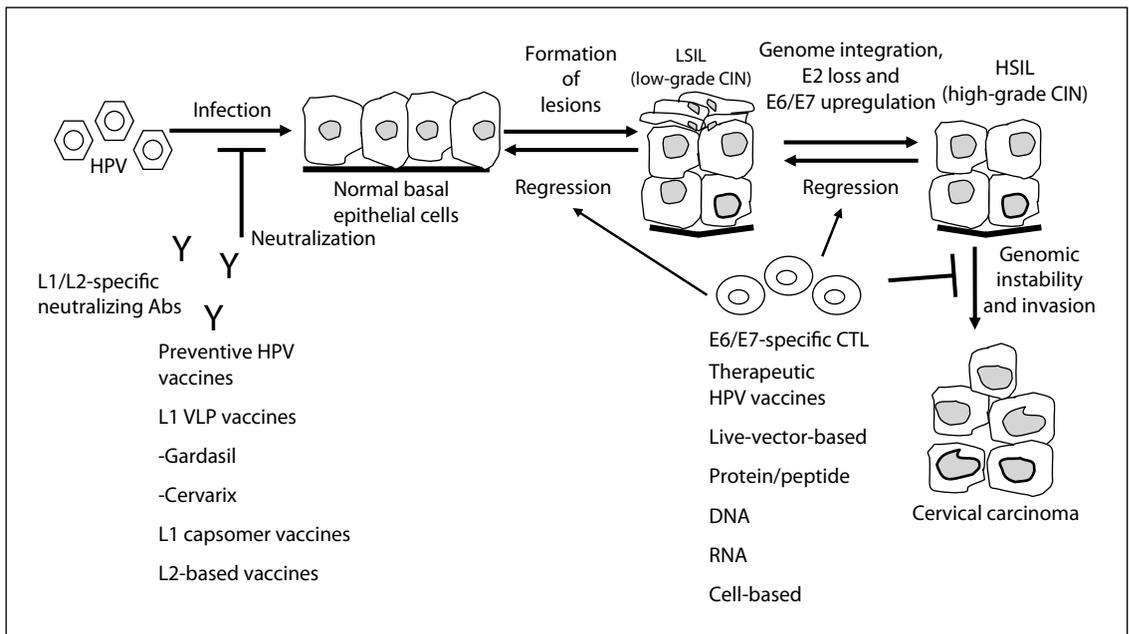 Infection
HPV
Normal basal
epithelial cells
Formation
of
lesions
Regression
LSIL
(low-grade CIN)
Genome integration,
E2 loss and
E6/E7 upregulation
Regression
HSIL
(high-grade CIN)
Neutralization
L1/L2-specific
neutralizing Abs
Preventive HPV
vaccines
L1 VLP vaccines
-Gardasil
-Cervarix
L1 capsomer vaccines
L2-based vaccines
E6/E7-specific CTL
Therapeutic
HPV vaccines
Live-vector-based
Protein/peptide
DNA
RNA
Cell-based
Genomic
instability
and invasion
Cervical carcinoma